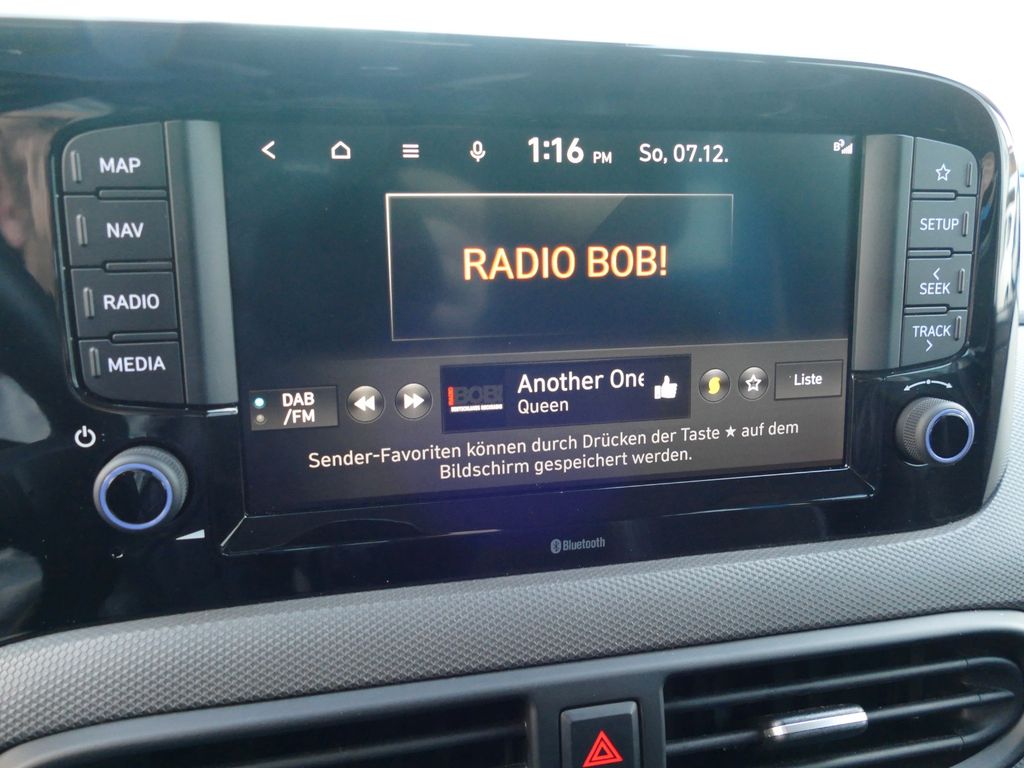 1:16 PM So, 07.12.
MAP
NAV
RADIO
MEDIA
RADIO BOB!
SETUP
SEEK
TRACK
DAB
/FM
BOB!
Another One
Queen
Liste
Sender-Favoriten können durch Drücken der Taste ★ auf dem
Bildschirm gespeichert werden.
Bluetooth